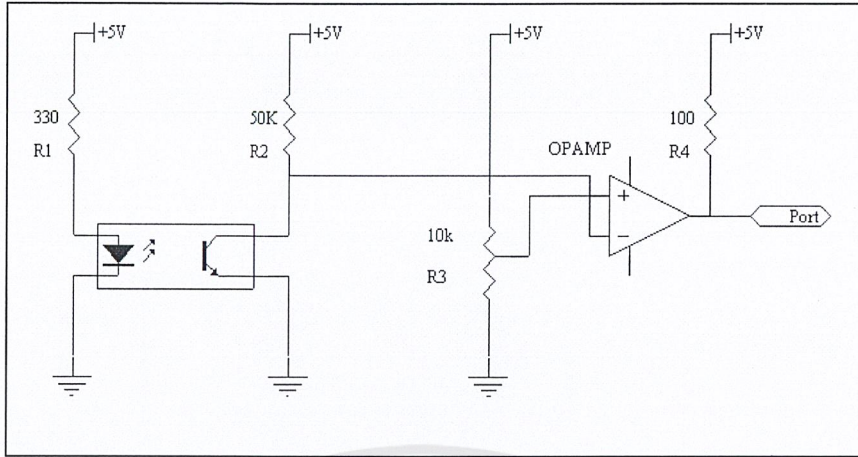 +5V
+5V
+5V
+5V
330
R1
50K
R2
10k
R3
OPAMP
+
−
100
R4
Port